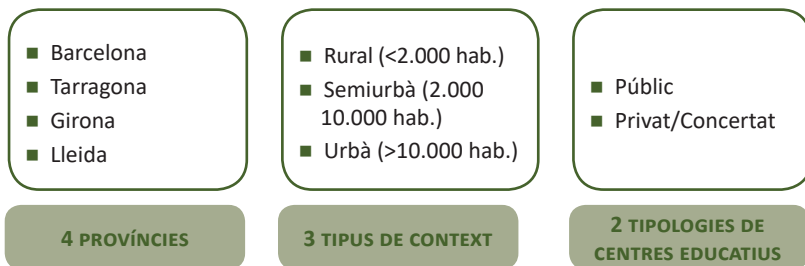 Barcelona
Tarragona
Girona
Lleida
4 PROVÍNCIES
Rural (<2.000 hab.)
Semiurbà (2.000
10.000 hab.)
Urbà (>10.000 hab.)
3 TIPUS DE CONTEXT
Públic
Privat/Concertat
2 TIPOLOGIES DE
CENTRES EDUCATIUS